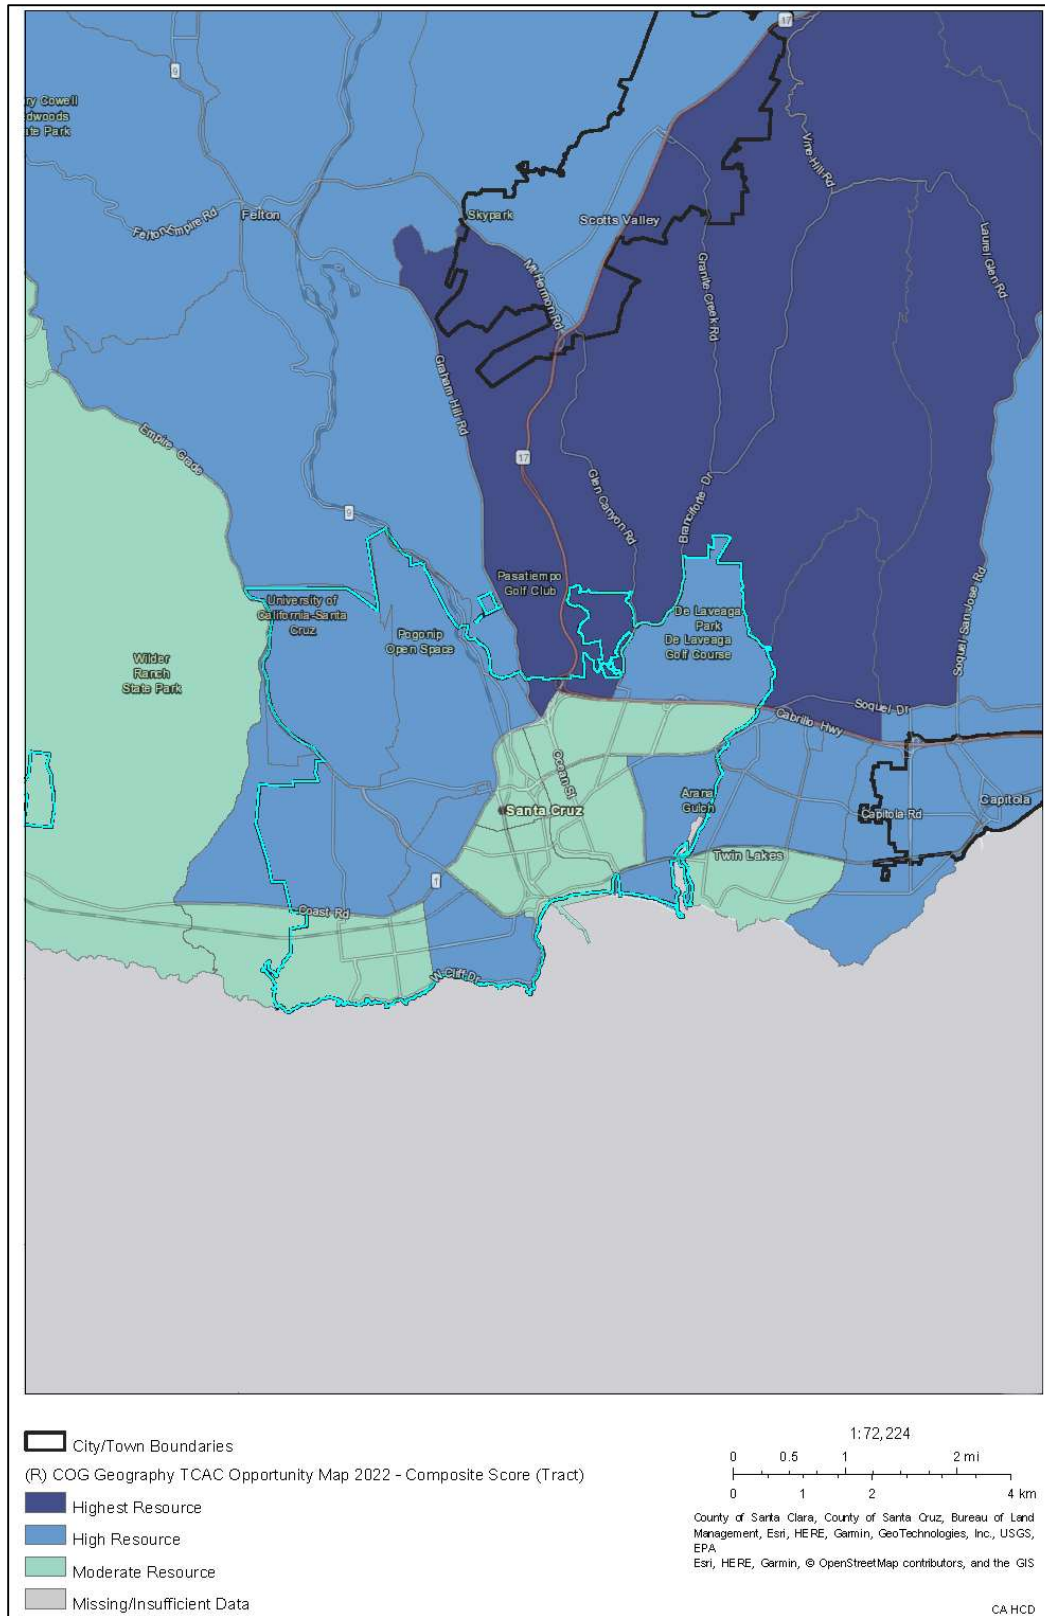 17
9
ry Cowell
dwoods
ate Park
Vine Hill Rd
Felton-Empire Rd
Felton
Skypark
Scotts Valley
Laurel Glen Rd
Mt Hermon Rd
Granite Creek Rd
Graham Hill Rd
Empire Grade
17
Glen Canyon Rd
Branciforte Dr
9
Soquel San Jose Rd
Pasatiempo
Golf Club
University of
California-Santa
Cruz
Pogonip
Open Space
De Laveaga
Park
De Laveaga
Golf Course
Wilder
Ranch
State Park
Soquel Dr
Cabrillo Hwy
Ocean St
Santa Cruz
Arana
Gulch
Capitola
Capitola Rd
Twin Lakes
1
Coast Rd
W Cliff Dr
City/Town Boundaries
(R) COG Geography TCAC Opportunity Map 2022 - Composite Score (Tract)
Highest Resource
High Resource
Moderate Resource
Missing/Insufficient Data
1:72,224
0 0.5 1 2 mi
0 1 2 4 km
County of Santa Clara, County of Santa Cruz, Bureau of Land
Management, Esri, HERE, Garmin, GeoTechnologies, Inc., USGS,
EPA
Esri, HERE, Garmin, © OpenStreetMap contributors, and the GIS
CA HCD